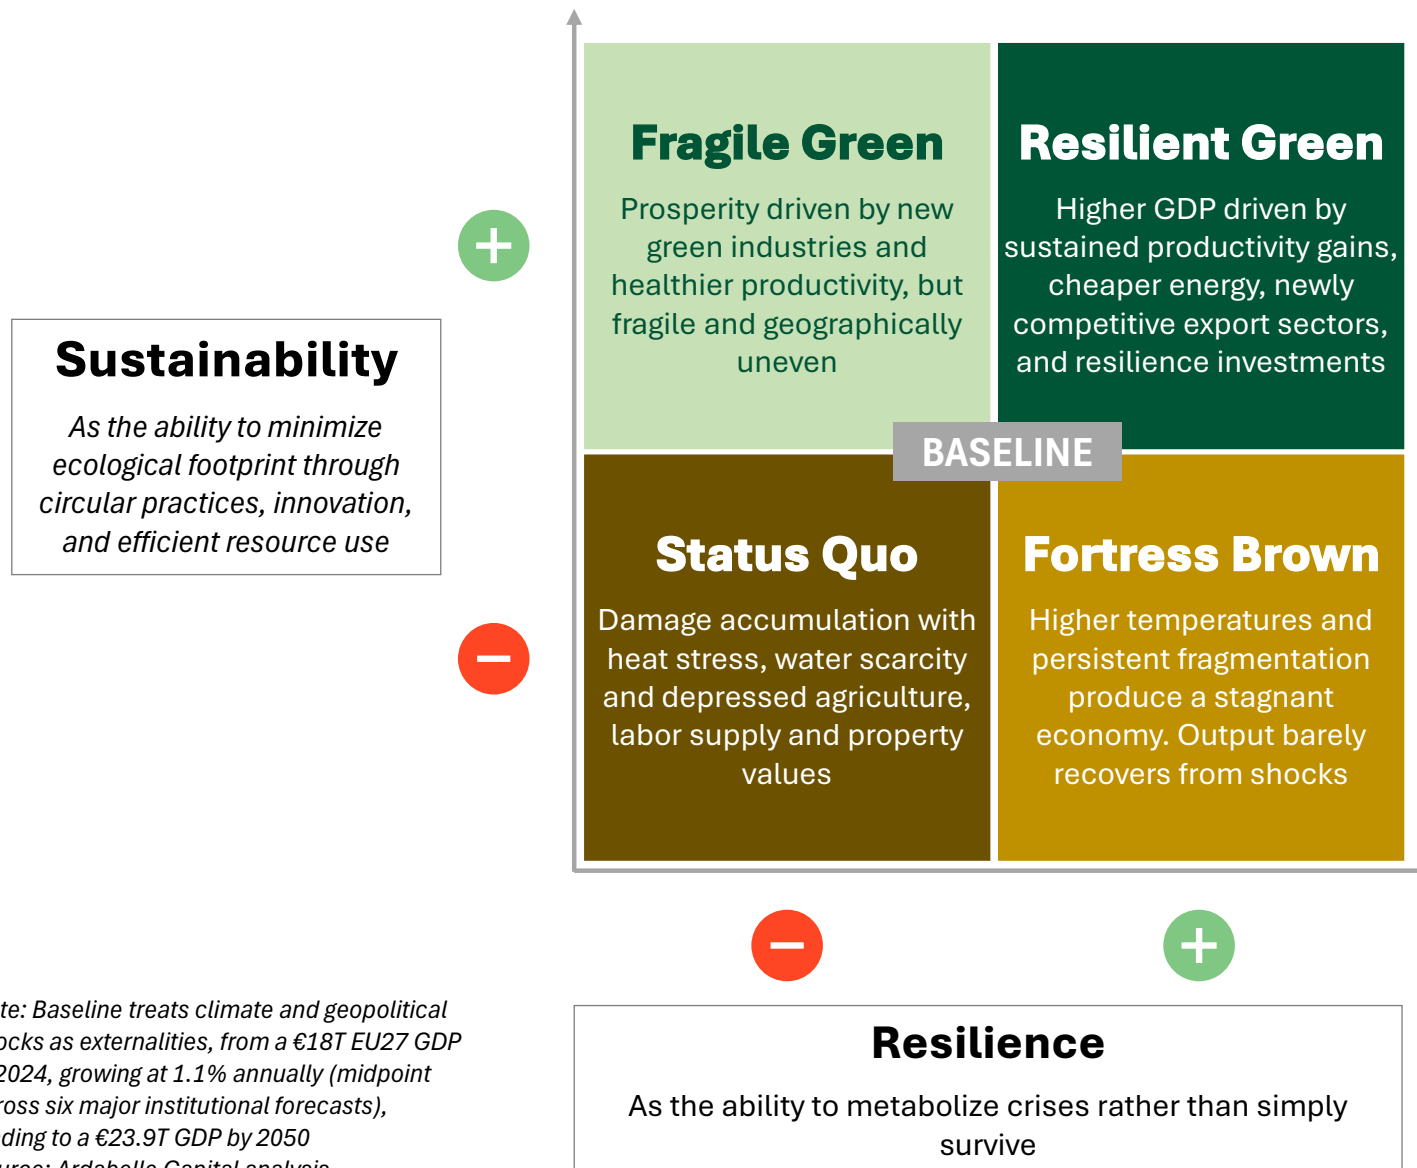 Fragile Green
Prosperity driven by new
green industries and
healthier productivity, but
fragile and geographically
uneven
Resilient Green
Higher GDP driven by
sustained productivity gains,
cheaper energy, newly
competitive export sectors,
and resilience investments
Sustainability
As the ability to minimize
ecological footprint through
circular practices, innovation,
and efficient resource use
BASELINE
Status Quo
Damage accumulation with
heat stress, water scarcity
and depressed agriculture,
labor supply and property
values
Fortress Brown
Higher temperatures and
persistent fragmentation
produce a stagnant
economy. Output barely
recovers from shocks
Baseline treats climate and geopolitical
as externalities, from a €18T EU27 GDP
2024, growing at 1.1% annually (midpoint
six major institutional forecasts),
to a €23.9T GDP by 2050
Ardabelle Capital analysis
Resilience
As the ability to metabolize crises rather than simply
survive